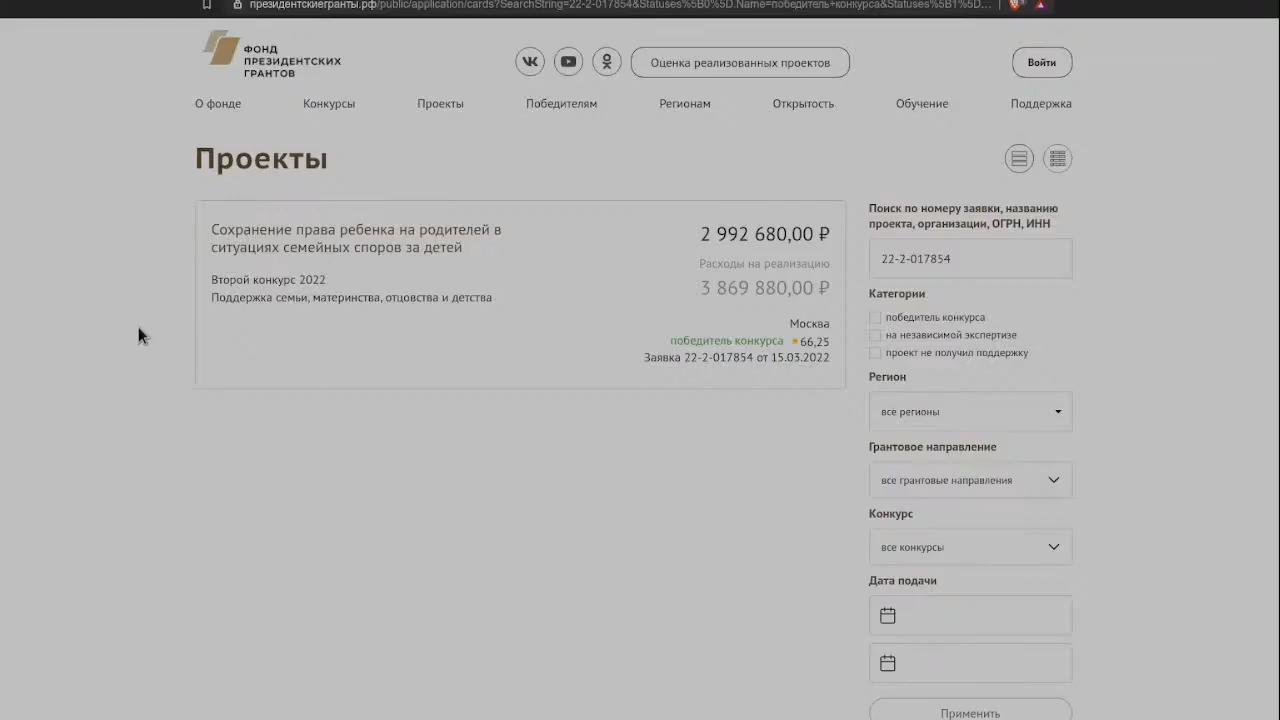 президентскиегранты.рф/public/application/cards?SearchString=22-2-017854&Statuses%5B0%5D.Name=победитель+конкурса&Statuses%5B1%5D...
ФОНД
ПРЕЗИДЕНТСКИХ
ГРАНТОВ
Оценка реализованных проектов
Войти
О фонде
Конкурсы
Проекты
Победителям
Регионам
Открытость
Обучение
Поддержка
Проекты
Сохранение права ребенка на родителей в
ситуациях семейных споров за детей
Второй конкурс 2022
Поддержка семьи, материнства, отцовства и детства
2 992 680,00 ₽
Расходы на реализацию
3 869 880,00 ₽
Москва
победитель конкурса 66,25
Заявка 22-2-017854 от 15.03.2022
Поиск по номеру заявки, названию
проекта, организации, ОГРН, ИНН
22-2-017854
Категории
победитель конкурса
на независимой экспертизе
проект не получил поддержку
Регион
все регионы
Грантовое направление
все грантовые направления
Конкурс
все конкурсы
Дата подачи
Применить